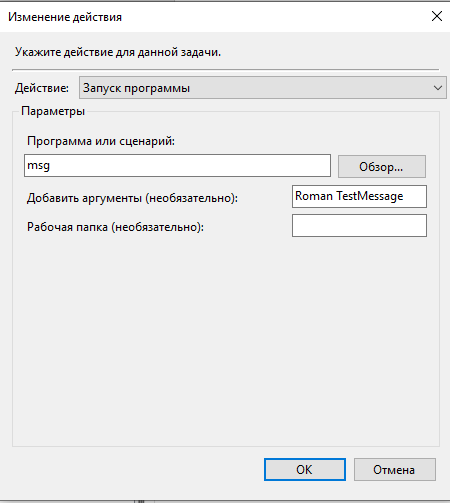 Изменение действия
Укажите действие для данной задачи.
Действие: Запуск программы
Параметры
Программа или сценарий:
msg Обзор...
Добавить аргументы (необязательно): Roman TestMessage
Рабочая папка (необязательно):
ОК Отмена